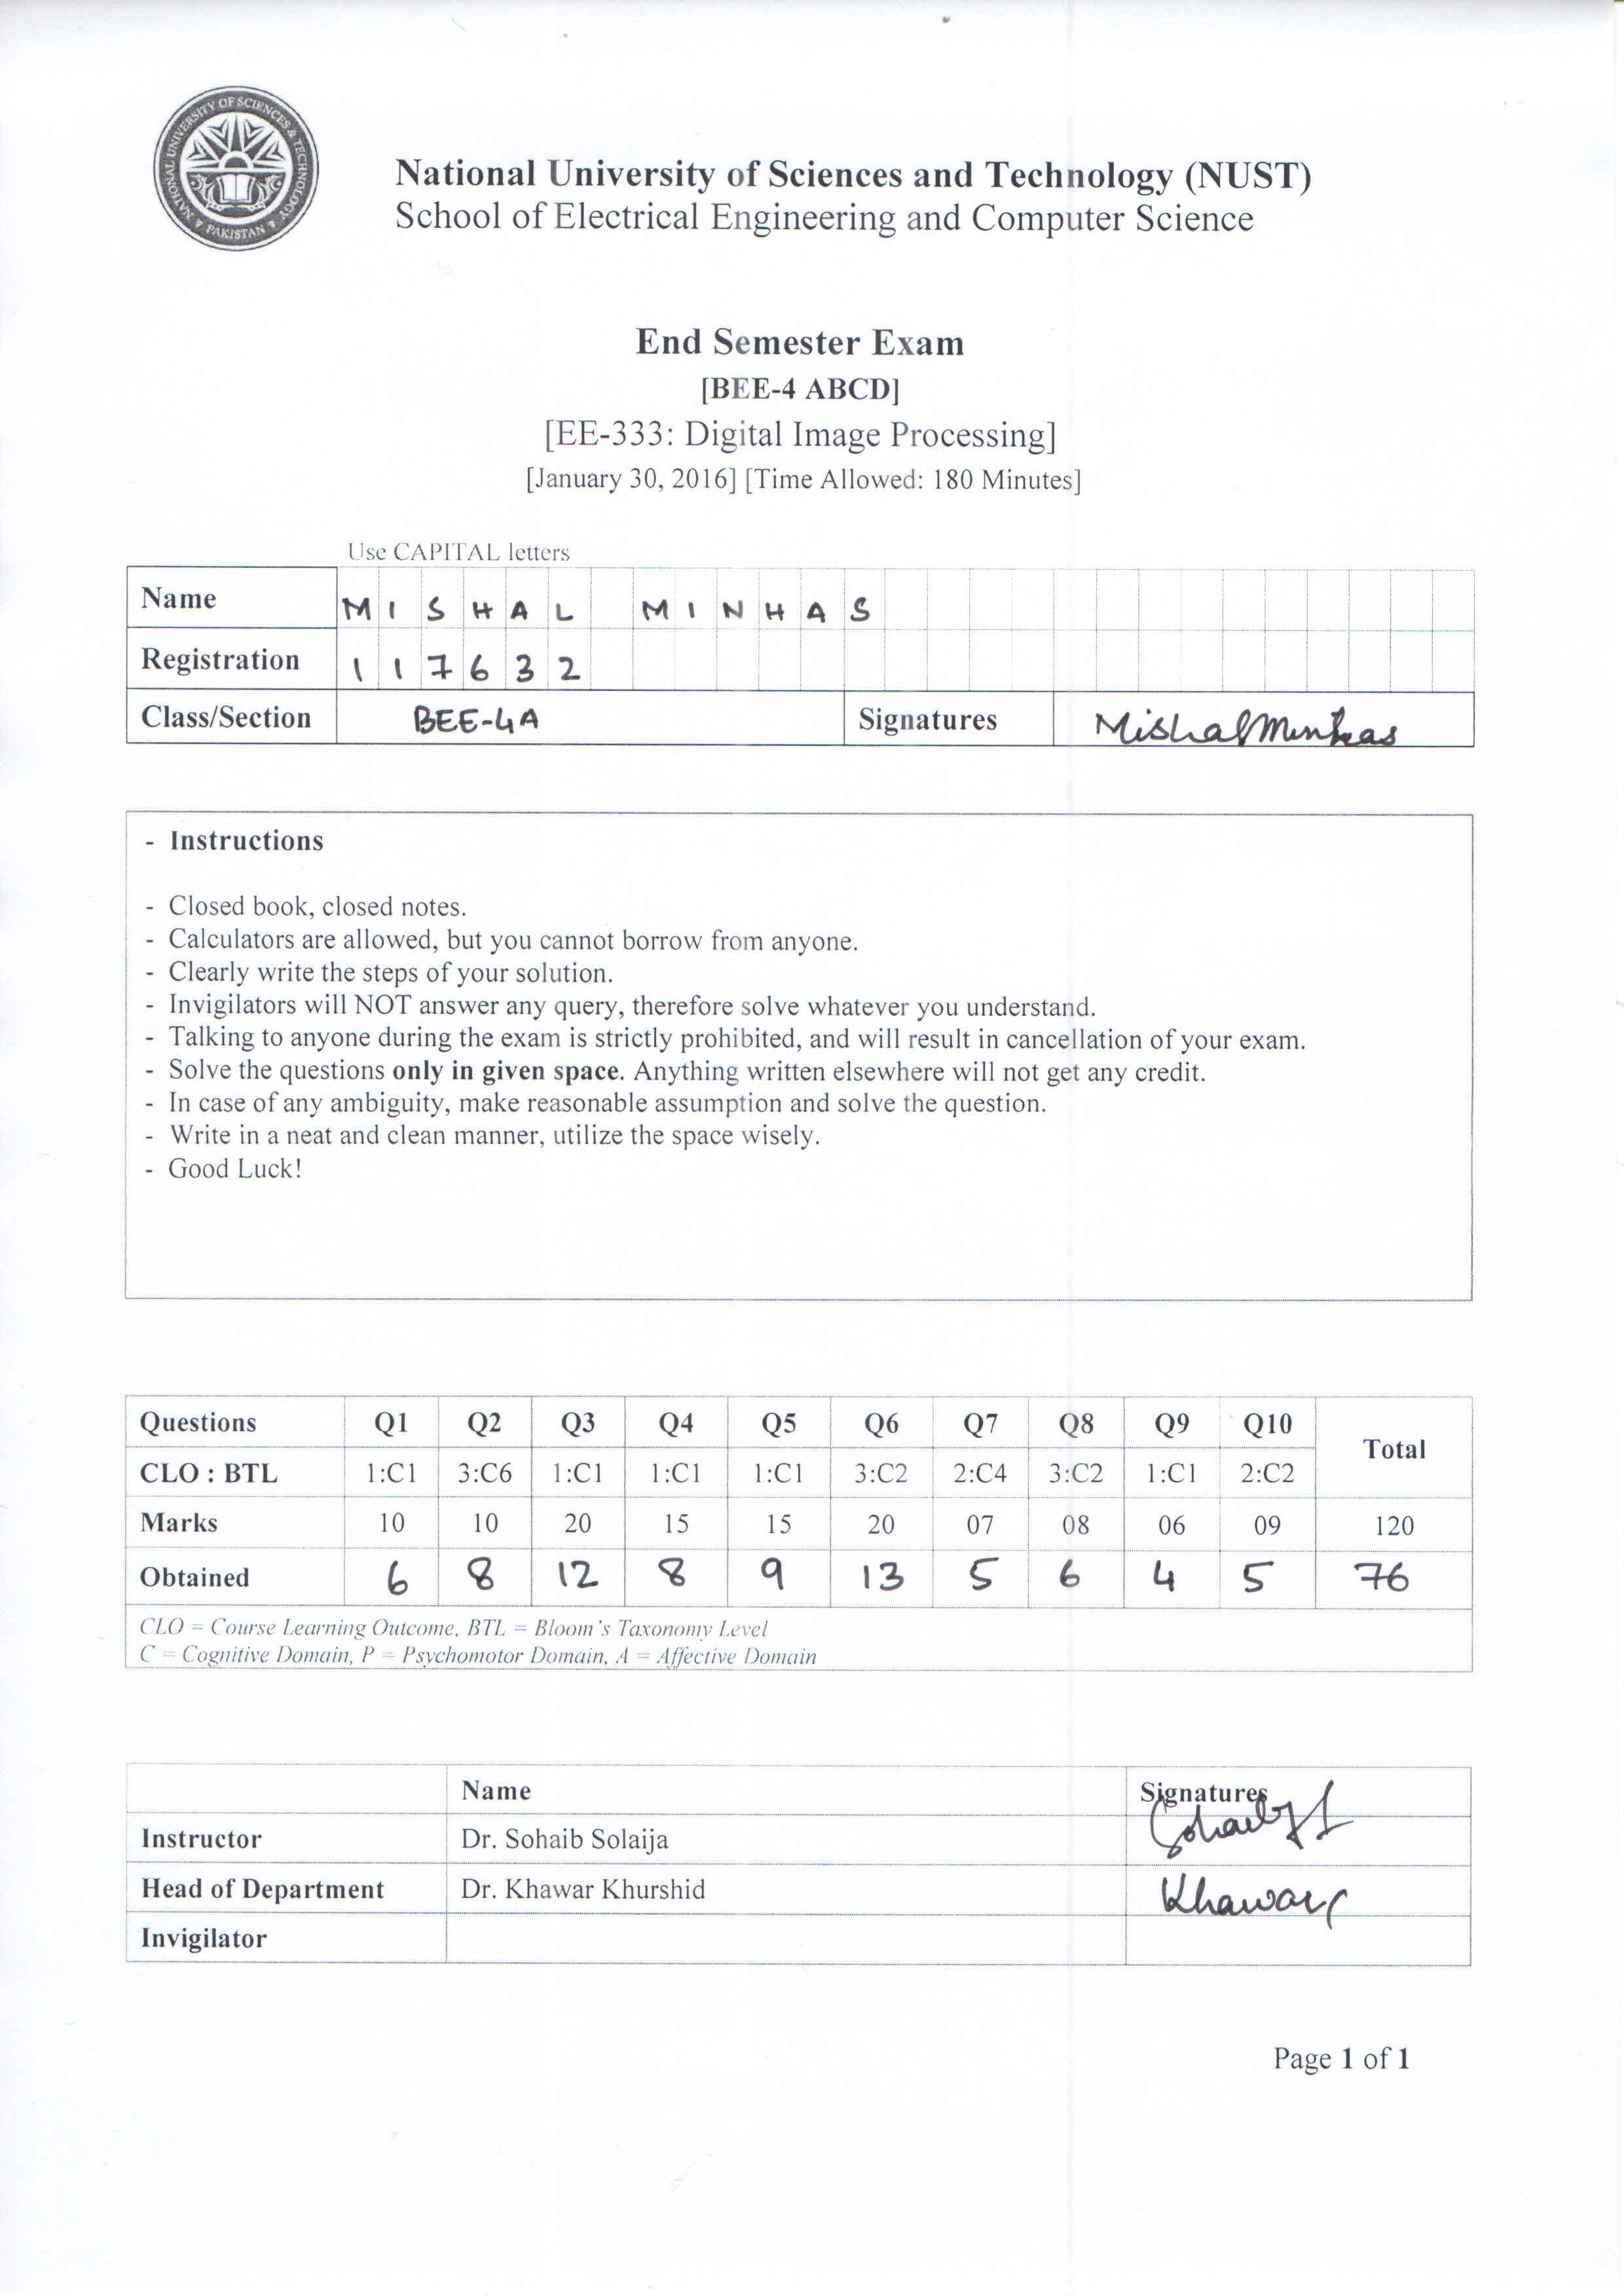 NATIONAL UNIVERSITY OF SCIENCES & TECHNOLOGY
PAKISTAN
National University of Sciences and Technology (NUST)
School of Electrical Engineering and Computer Science
End Semester Exam
[BEE-4 ABCD]
[EE-333: Digital Image Processing]
[January 30, 2016] [Time Allowed: 180 Minutes]
Use CAPITAL letters
Name MISHAL MINHAS
Registration 117632
Class/Section BEE-4A Signatures Mishal Minhas
- Instructions
- Closed book, closed notes.
- Calculators are allowed, but you cannot borrow from anyone.
- Clearly write the steps of your solution.
- Invigilators will NOT answer any query, therefore solve whatever you understand.
- Talking to anyone during the exam is strictly prohibited, and will result in cancellation of your exam.
- Solve the questions only in given space. Anything written elsewhere will not get any credit.
- In case of any ambiguity, make reasonable assumption and solve the question.
- Write in a neat and clean manner, utilize the space wisely.
- Good Luck!
Questions Q1 Q2 Q3 Q4 Q5 Q6 Q7 Q8 Q9 Q10 Total
CLO : BTL 1:C1 3:C6 1:C1 1:C1 1:C1 3:C2 2:C4 3:C2 1:C1 2:C2
Marks 10 10 20 15 15 20 07 08 06 09 120
Obtained 6 8 12 8 9 13 5 6 4 5 76
CLO = Course Learning Outcome, BTL = Bloom's Taxonomy Level
C = Cognitive Domain, P = Psychomotor Domain, A = Affective Domain
Name Signatures
Instructor Dr. Sohaib Solaija Sohaib
Head of Department Dr. Khawar Khurshid Khawar
Invigilator
Page 1 of 1